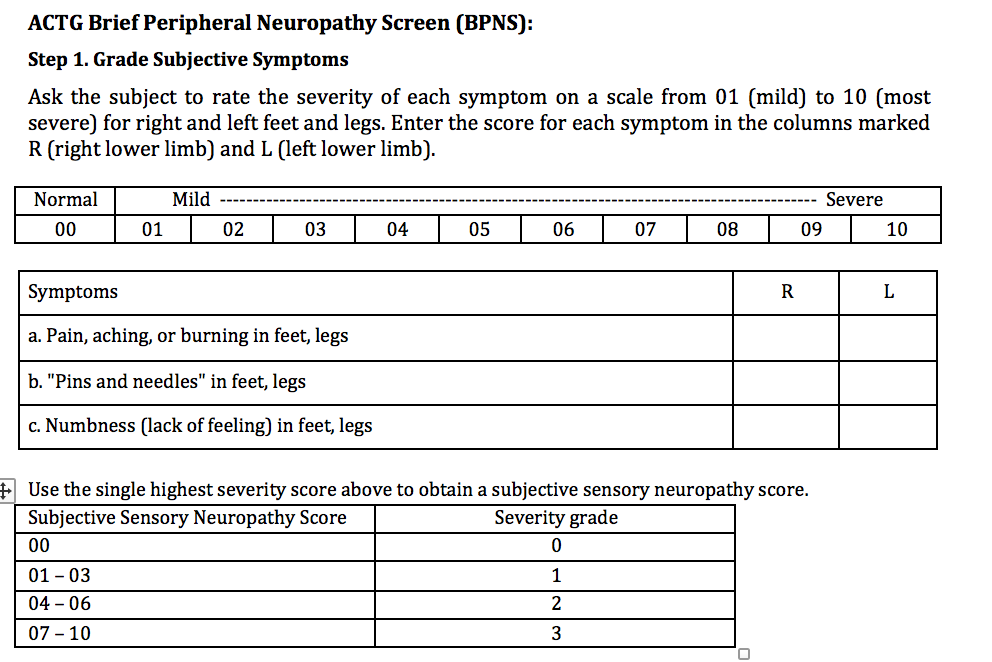 ACTG Brief Peripheral Neuropathy Screen (BPNS):
Step 1. Grade Subjective Symptoms
Ask the subject to rate the severity of each symptom on a scale from 01 (mild) to 10 (most
severe) for right and left feet and legs. Enter the score for each symptom in the columns marked
R (right lower limb) and L (left lower limb).
Normal Mild ------------------------------------------------------------------------------------------ Severe
00 01 02 03 04 05 06 07 08 09 10
Symptoms R L
a. Pain, aching, or burning in feet, legs
b. "Pins and needles" in feet, legs
c. Numbness (lack of feeling) in feet, legs
Use the single highest severity score above to obtain a subjective sensory neuropathy score.
Subjective Sensory Neuropathy Score Severity grade
00 0
01 – 03 1
04 – 06 2
07 – 10 3